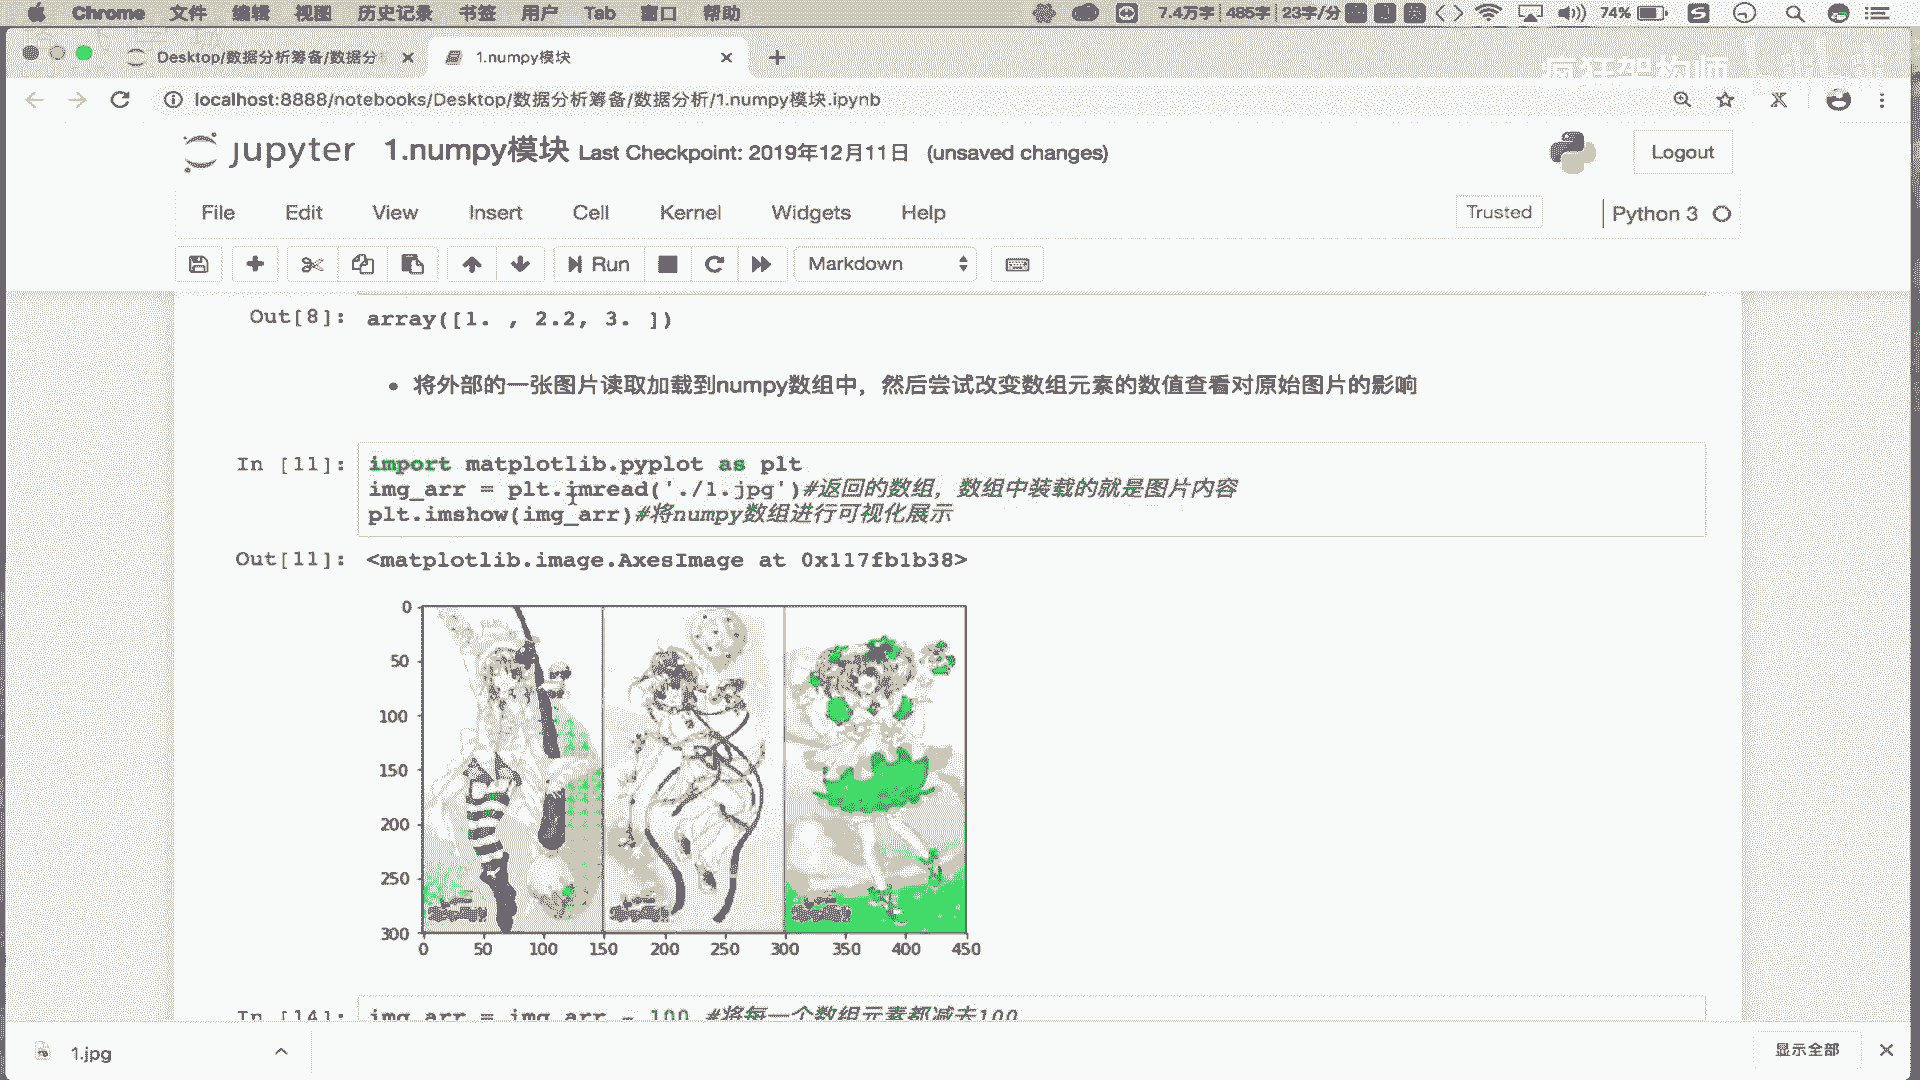 Chrome 文件 编辑 视图 历史记录 书签 用户 Tab 窗口 帮助 7.4万字 485字 23字/分 74%
Desktop/数据分析筹备/数据分 1.numpy模块
疯狂架构师
localhost:8888/notebooks/Desktop/数据分析筹备/数据分析/1.numpy模块.ipynb
jupyter 1.numpy模块 Last Checkpoint: 2019年12月11日 (unsaved changes) Logout
File Edit View Insert Cell Kernel Widgets Help Trusted Python 3
Run Markdown
Out[8]: array([1. , 2.2, 3. ])
• 将外部的一张图片读取加载到numpy数组中，然后尝试改变数组元素的数值查看对原始图片的影响
In [11]: import matplotlib.pyplot as plt
img_arr = plt.imread('./1.jpg')#返回的数组，数组中装载的就是图片内容
plt.imshow(img_arr)#将numpy数组进行可视化展示
Out[11]: <matplotlib.image.AxesImage at 0x117fb1b38>
0
50
100
150
200
250
300
0 50 100 150 200 250 300 350 400 450
In [14]: img_arr = img_arr - 100 #将每一个数组元素都减去100
1.jpg 显示全部